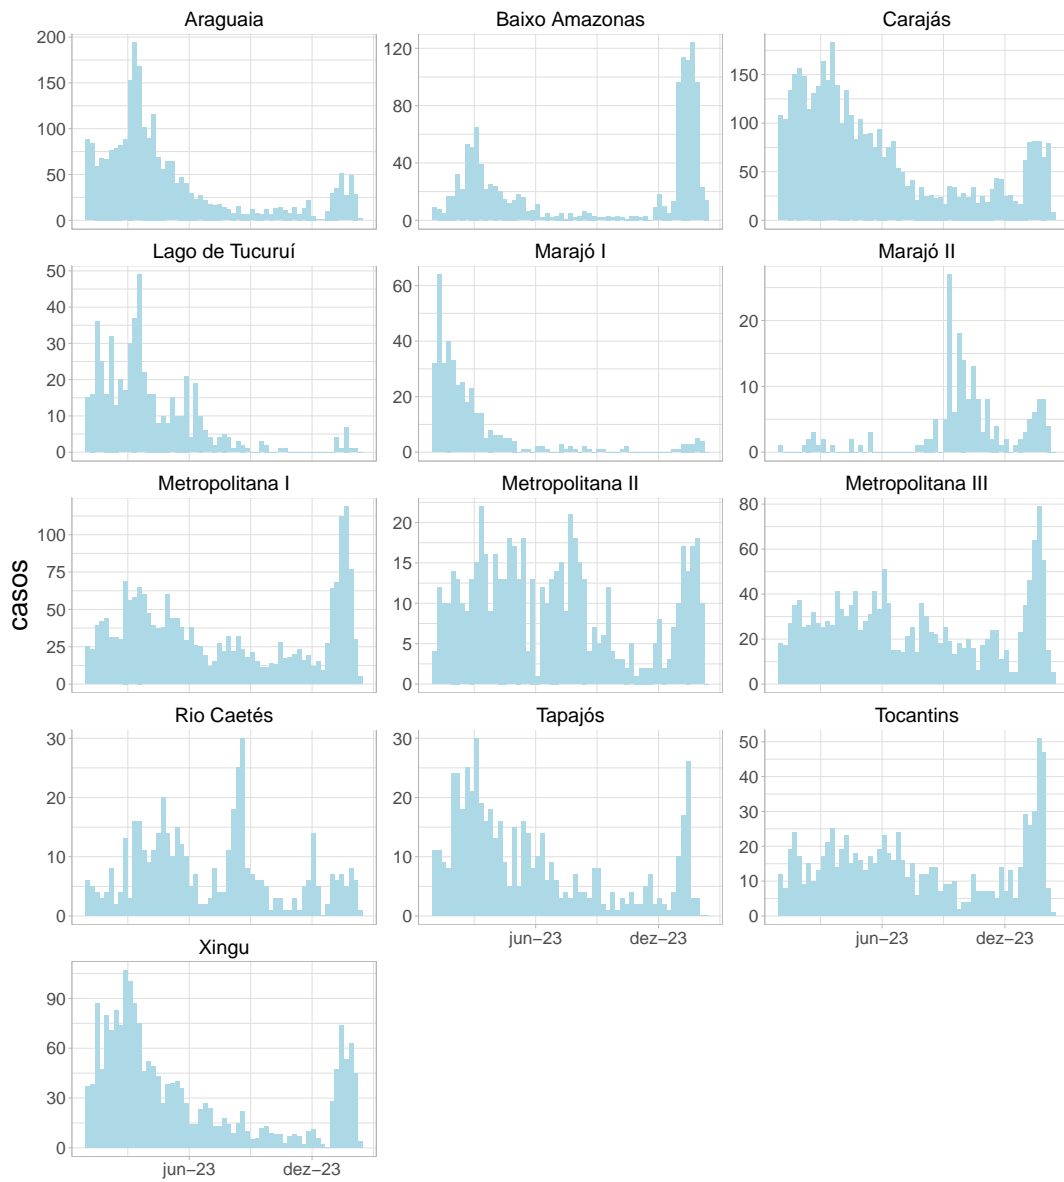 Araguaia
Baixo Amazonas
Carajás
200
150
100
50
0
120
80
40
0
150
100
50
0
Lago de Tucuruí
Marajó I
Marajó II
50
40
30
20
10
0
60
40
20
0
20
10
0
Metropolitana I
Metropolitana II
Metropolitana III
100
75
50
25
0
20
15
10
5
0
80
60
40
20
0
casos
Rio Caetés
Tapajós
Tocantins
30
20
10
0
30
20
10
0
50
40
30
20
10
0
jun−23
dez−23
jun−23
dez−23
Xingu
90
60
30
0
jun−23
dez−23